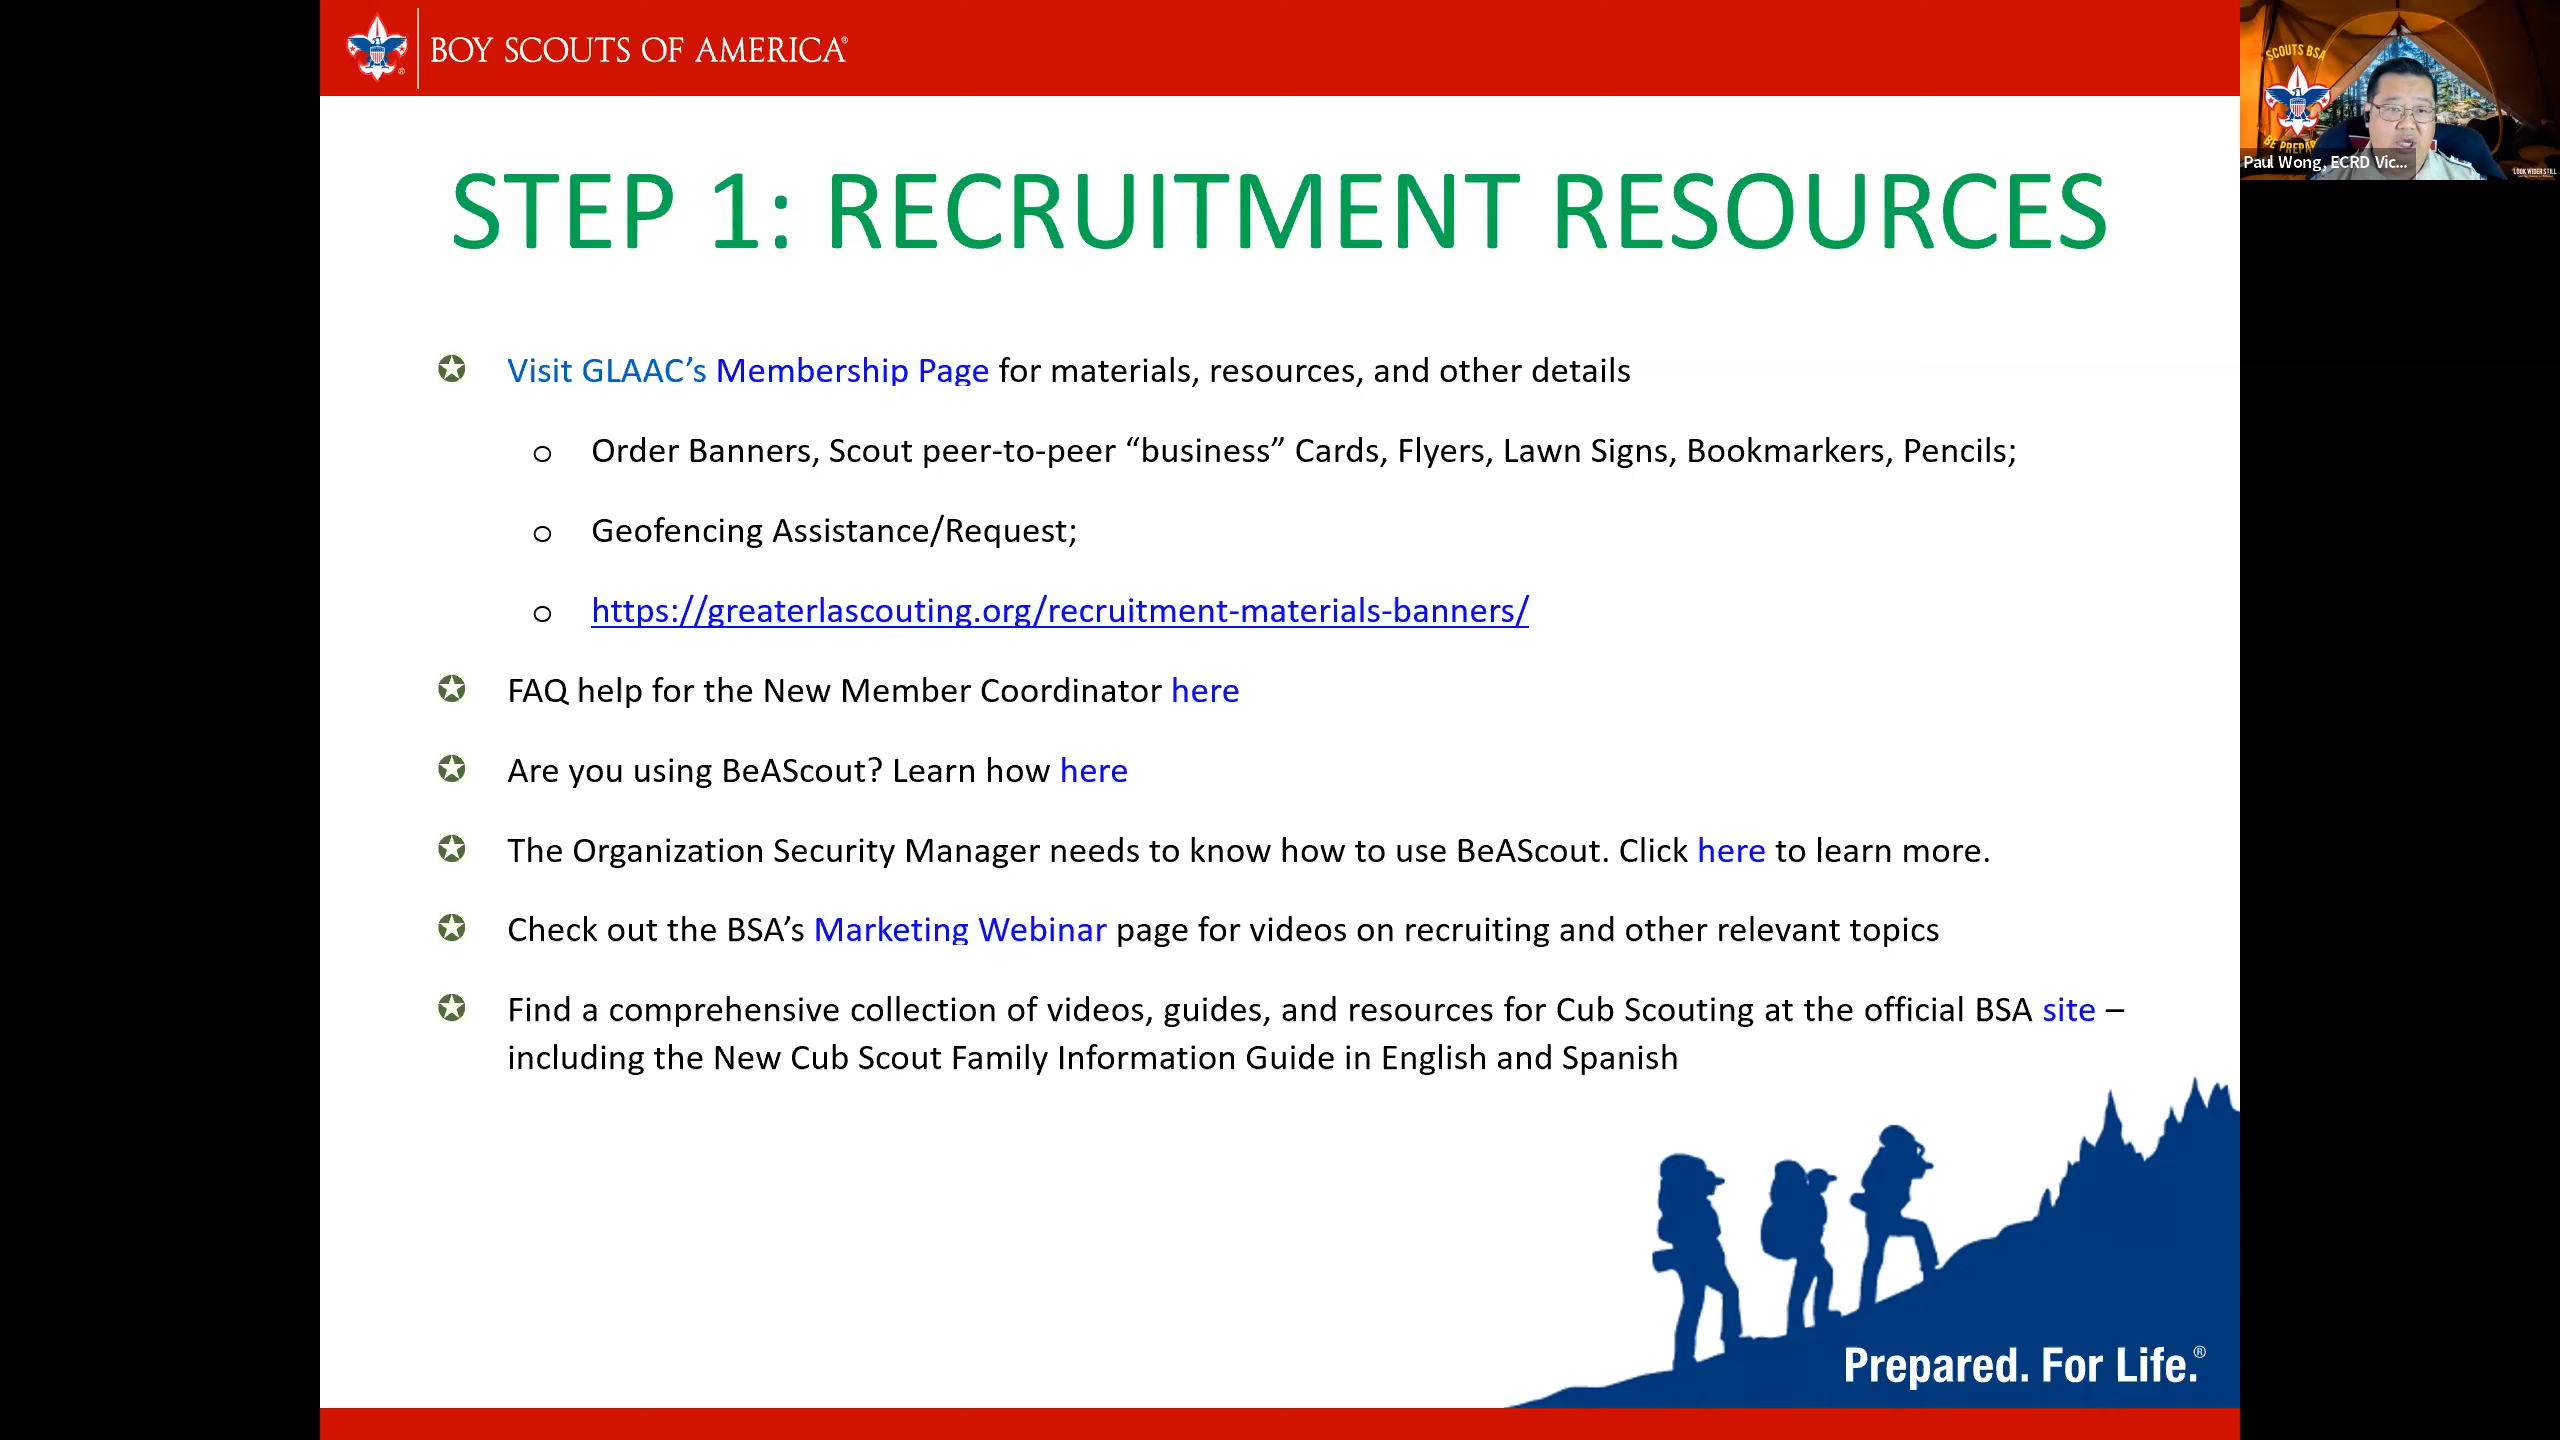 BOY SCOUTS OF AMERICA®
SCOUTS BSA
BE PREPAR
Paul Wong, ECRD Vic...
LOOK WIDER STILL
STEP 1: RECRUITMENT RESOURCES
✪ Visit GLAAC’s Membership Page for materials, resources, and other details
o Order Banners, Scout peer-to-peer “business” Cards, Flyers, Lawn Signs, Bookmarkers, Pencils;
o Geofencing Assistance/Request;
o https://greaterlascouting.org/recruitment-materials-banners/
✪ FAQ help for the New Member Coordinator here
✪ Are you using BeAScout? Learn how here
✪ The Organization Security Manager needs to know how to use BeAScout. Click here to learn more.
✪ Check out the BSA’s Marketing Webinar page for videos on recruiting and other relevant topics
✪ Find a comprehensive collection of videos, guides, and resources for Cub Scouting at the official BSA site –
including the New Cub Scout Family Information Guide in English and Spanish
Prepared. For Life.®